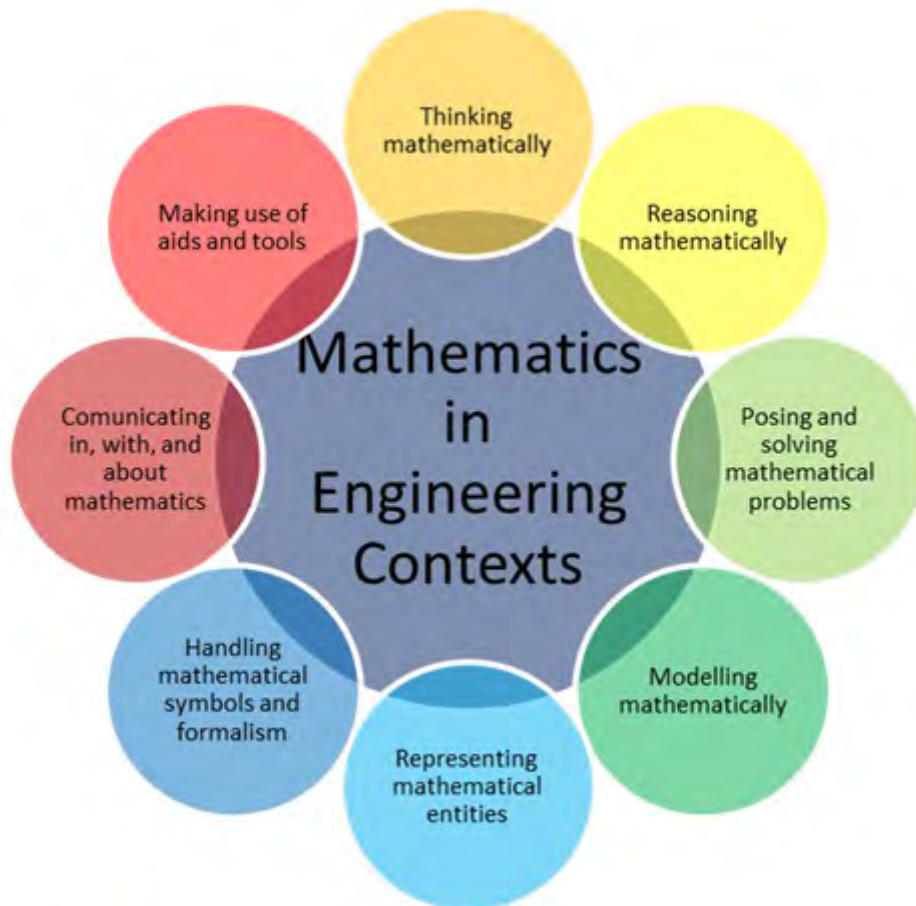 Thinking
mathematically
Reasoning
mathematically
Posing and
solving
mathematical
problems
Modelling
mathematically
Representing
mathematical
entities
Handling
mathematical
symbols and
formalism
Comunicating
in, with, and
about
mathematics
Making use of
aids and tools
Mathematics
in
Engineering
Contexts